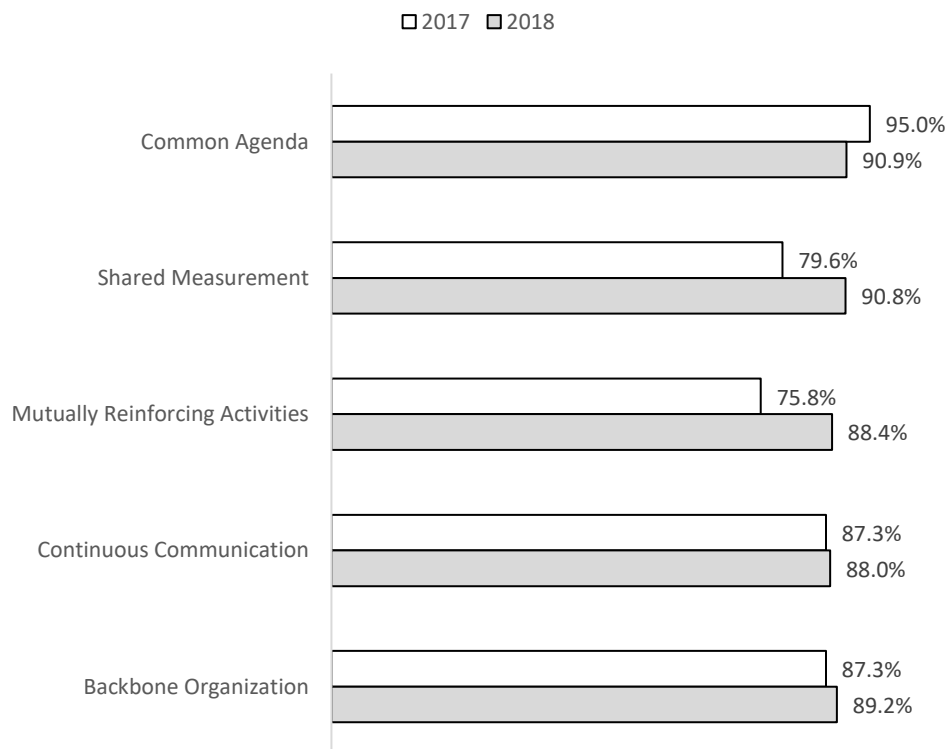 2017 2018
Common Agenda
95.0%
90.9%
Shared Measurement
79.6%
90.8%
Mutually Reinforcing Activities
75.8%
88.4%
Continuous Communication
87.3%
88.0%
Backbone Organization
87.3%
89.2%